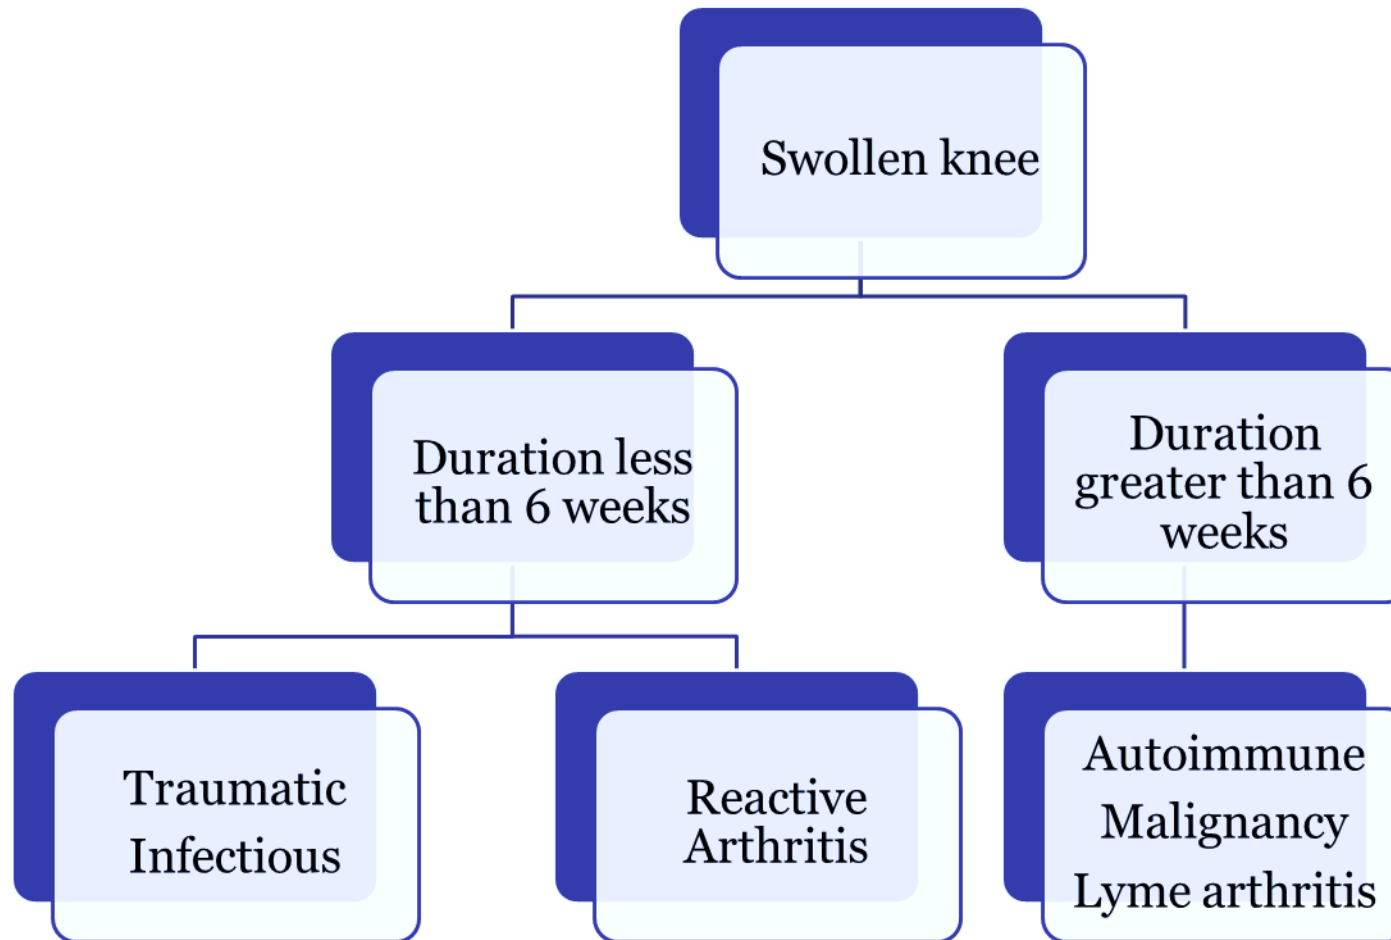 Swollen knee
Duration less
than 6 weeks
Duration
greater than 6
weeks
Traumatic
Infectious
Reactive
Arthritis
Autoimmune
Malignancy
Lyme arthritis